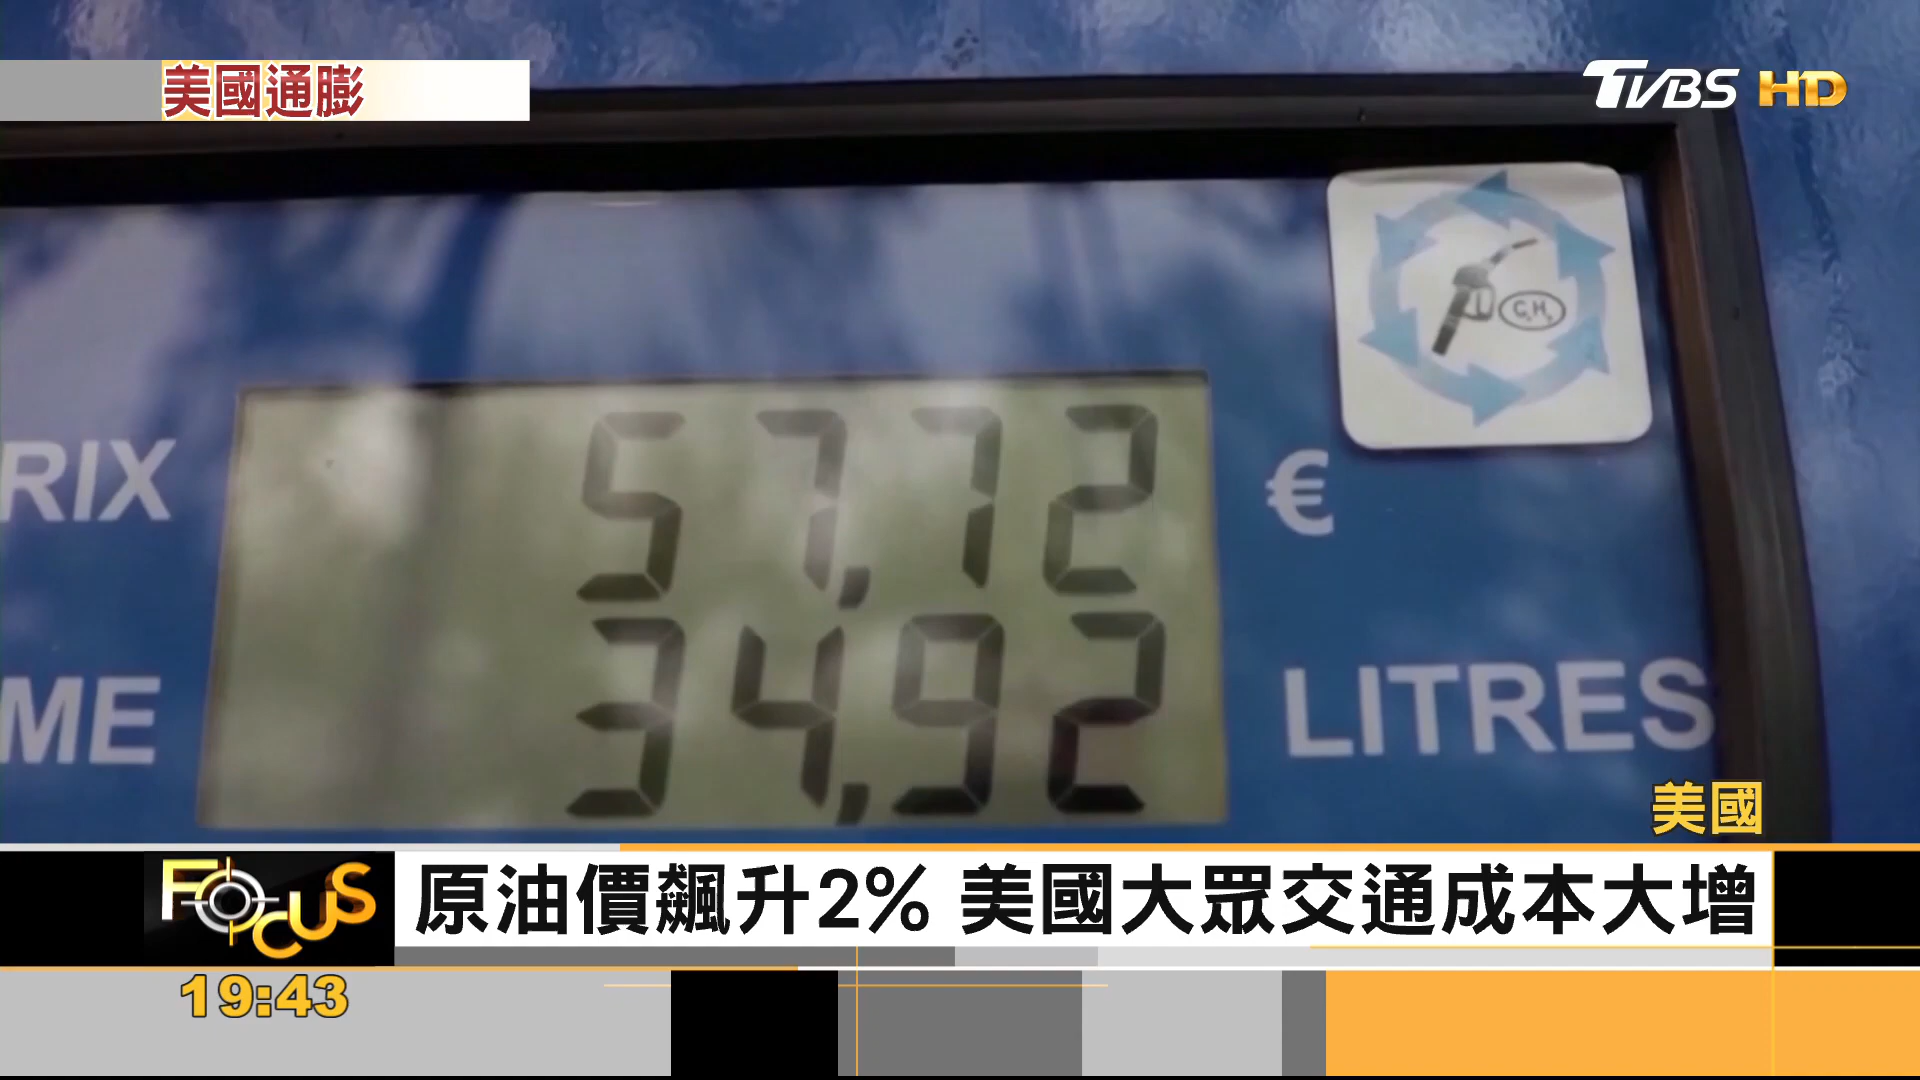 美國通膨
TVBS HD
C H
RIX 57,72 €
ME 34,92 LITRES
美國
FOCUS
原油價飆升2% 美國大眾交通成本大增
19:43